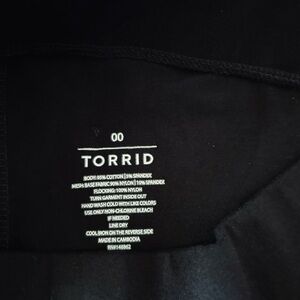 00
TORRID
BODY: 95% COTTON | 5% SPANDEX
MESH: BASE FABRIC 90% NYLON | 10% SPANDEX
FLOCKING: 100% NYLON
TURN GARMENT INSIDE OUT
HAND WASH COLD WITH LIKE COLORS
USE ONLY NON-CHLORINE BLEACH
IF NEEDED
LINE DRY
COOL IRON ON THE REVERSE SIDE
MADE IN CAMBODIA